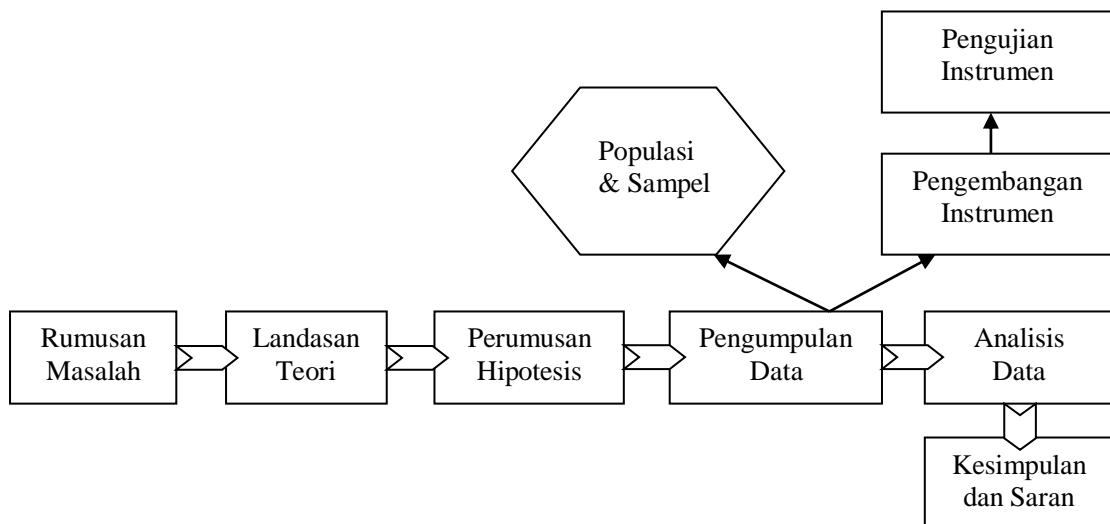 Pengujian
Instrumen
Populasi
& Sampel
Pengembangan
Instrumen
Rumusan
Masalah
Landasan
Teori
Perumusan
Hipotesis
Pengumpulan
Data
Analisis
Data
Kesimpulan
dan Saran